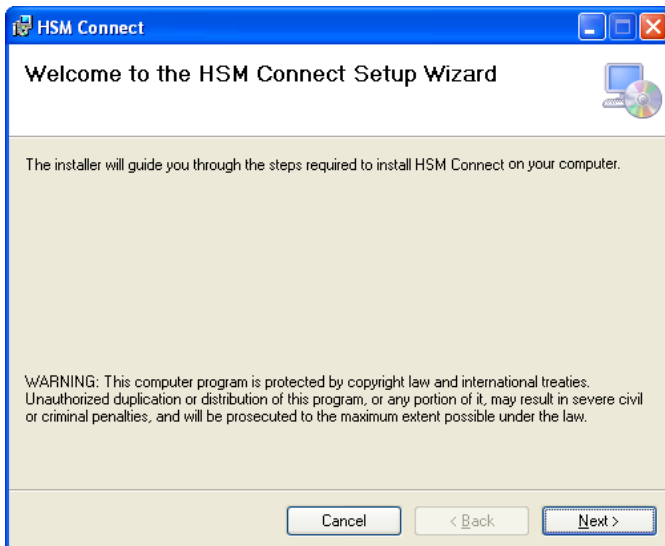 HSM Connect
Welcome to the HSM Connect Setup Wizard
The installer will guide you through the steps required to install HSM Connect on your computer.
WARNING: This computer program is protected by copyright law and international treaties.
Unauthorized duplication or distribution of this program, or any portion of it, may result in severe civil
or criminal penalties, and will be prosecuted to the maximum extent possible under the law.
Cancel
< Back
Next >